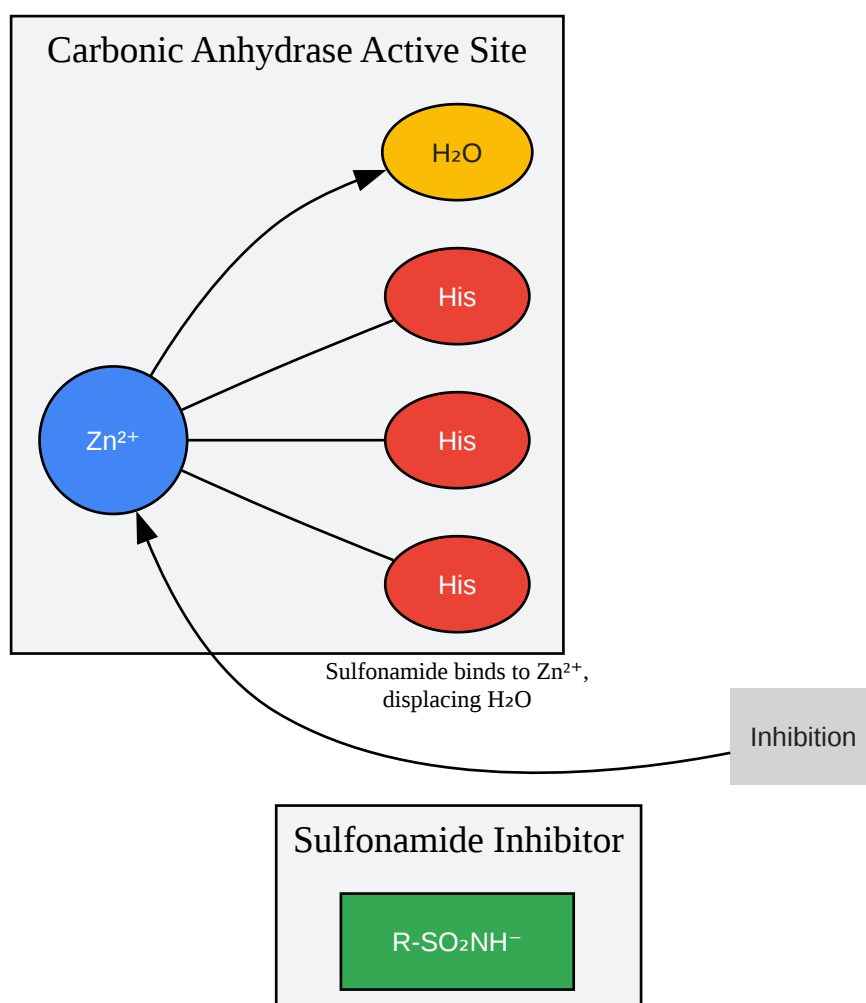 Carbonic Anhydrase Active Site
H₂O
His
Zn²⁺
His
His
Sulfonamide binds to Zn²⁺,
displacing H₂O
Inhibition
Sulfonamide Inhibitor
R-SO₂NH⁻